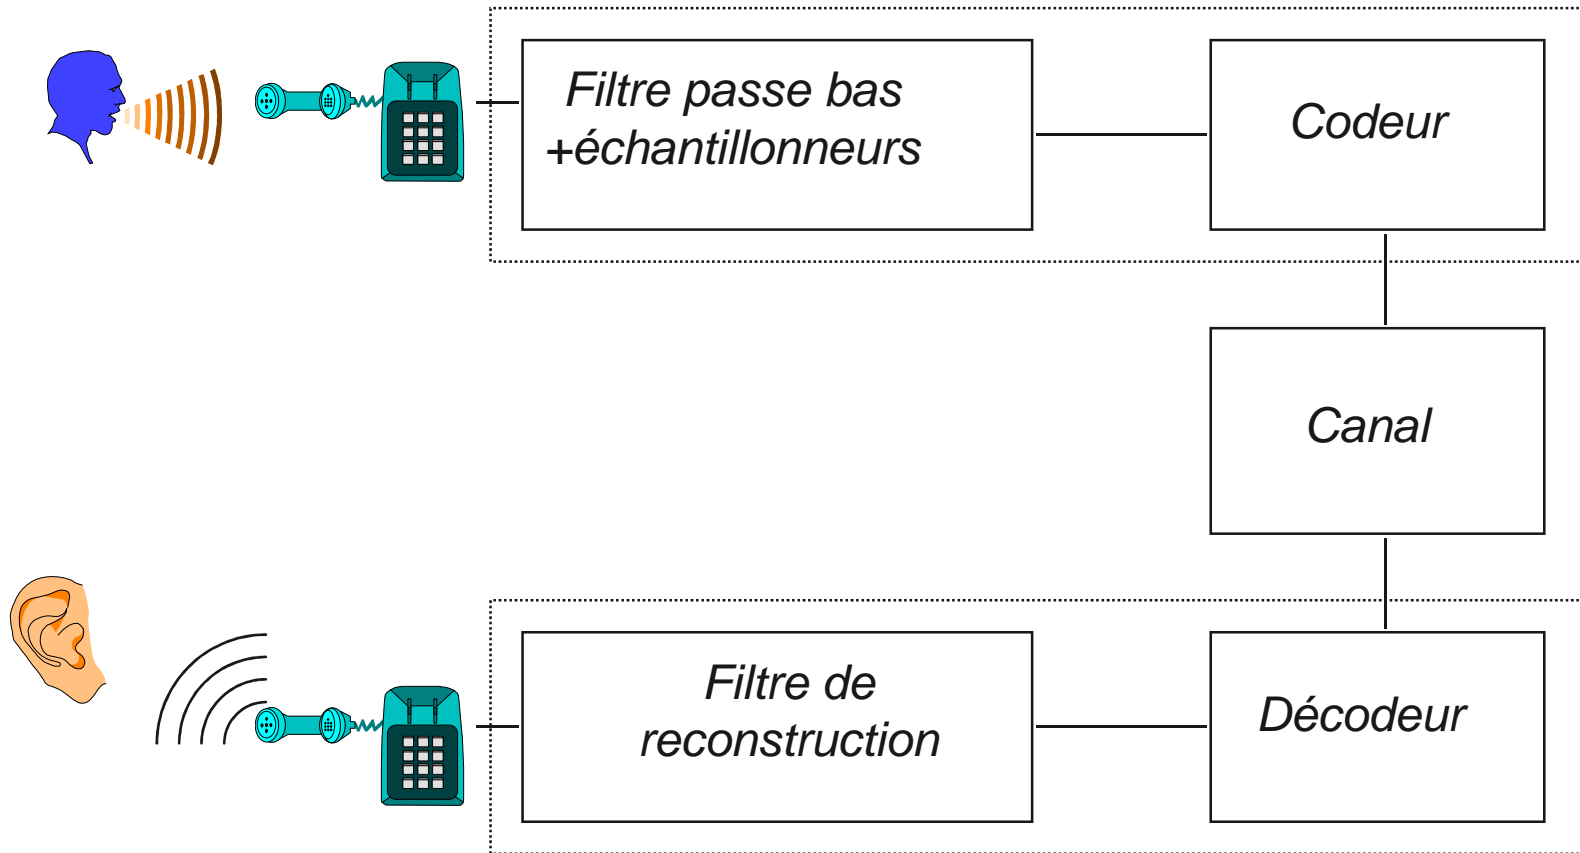 Filtre passe bas
+échantillonneurs
Codeur
Canal
Filtre de
reconstruction
Décodeur